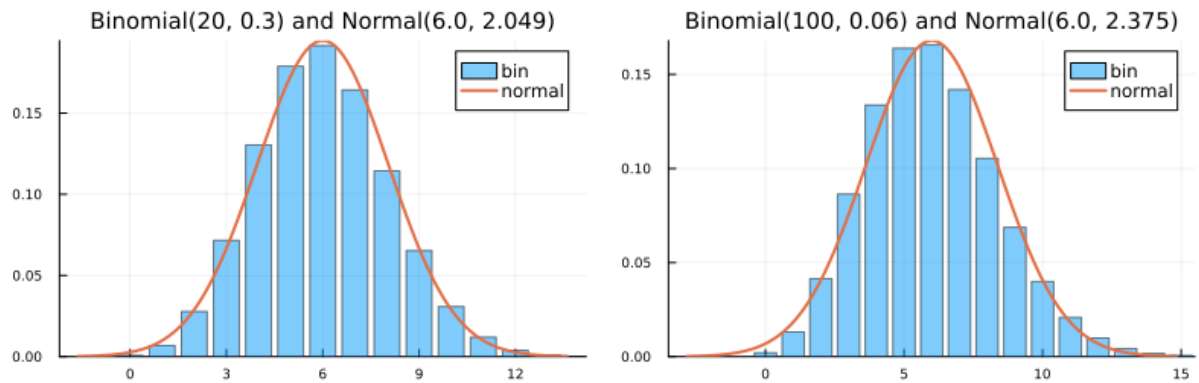 Binomial(20, 0.3) and Normal(6.0, 2.049)
bin
normal
0.15
0.10
0.05
0.00
0 3 6 9 12
Binomial(100, 0.06) and Normal(6.0, 2.375)
bin
normal
0.15
0.10
0.05
0.00
0 5 10 15